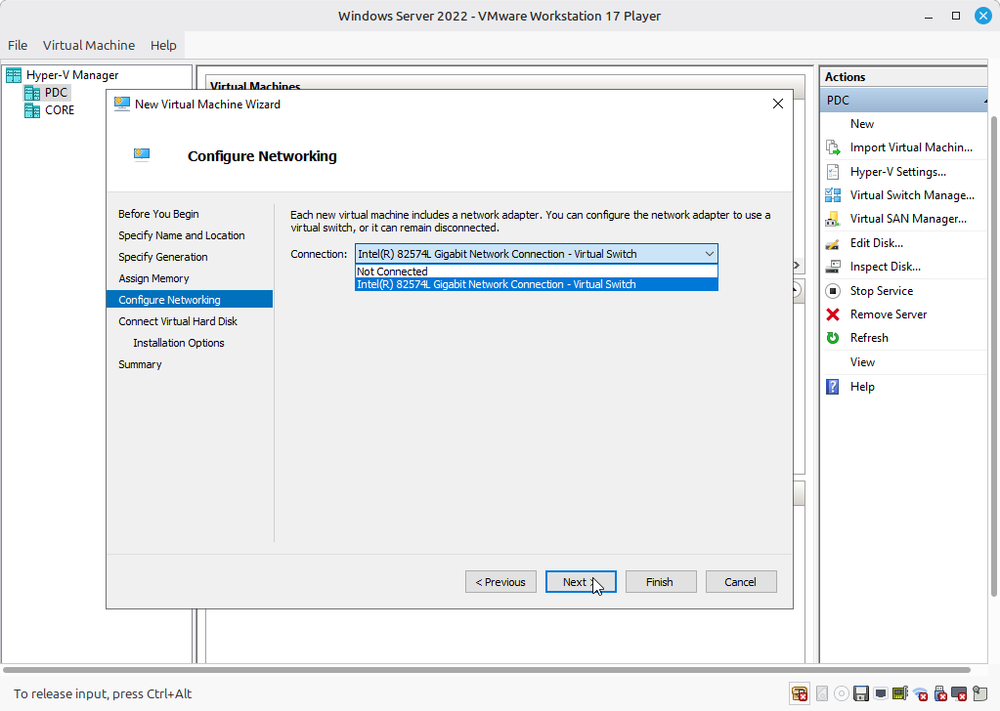 Windows Server 2022 - VMware Workstation 17 Player
File Virtual Machine Help
Hyper-V Manager
PDC
CORE
Virtual Machines
New Virtual Machine Wizard
Configure Networking
Before You Begin
Specify Name and Location
Specify Generation
Assign Memory
Configure Networking
Connect Virtual Hard Disk
Installation Options
Summary
Each new virtual machine includes a network adapter. You can configure the network adapter to use a
virtual switch, or it can remain disconnected.
Connection: Intel(R) 82574L Gigabit Network Connection - Virtual Switch
Not Connected
Intel(R) 82574L Gigabit Network Connection - Virtual Switch
< Previous Next > Finish Cancel
Actions
PDC
New
Import Virtual Machin...
Hyper-V Settings...
Virtual Switch Manage...
Virtual SAN Manager...
Edit Disk...
Inspect Disk...
Stop Service
Remove Server
Refresh
View
Help
To release input, press Ctrl+Alt